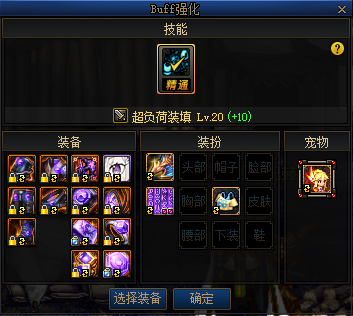 Buff强化
技能
?
精通
超负荷装填 Lv.20 (+10)
装备 装扮 宠物
头部 帽子 脸部
胸部 皮肤
腰部 下装 鞋
选择装备 确定